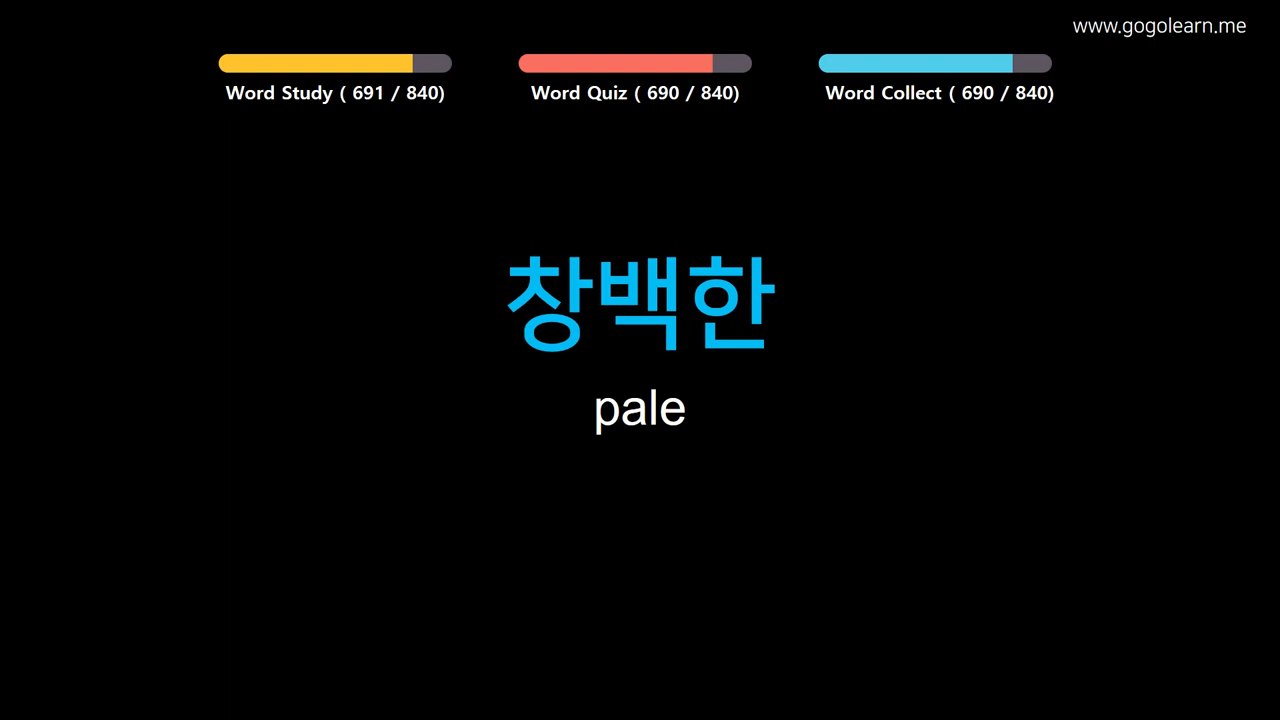 www.gogolearn.me
Word Study ( 691 / 840)
Word Quiz ( 690 / 840)
Word Collect ( 690 / 840)
창백한
pale